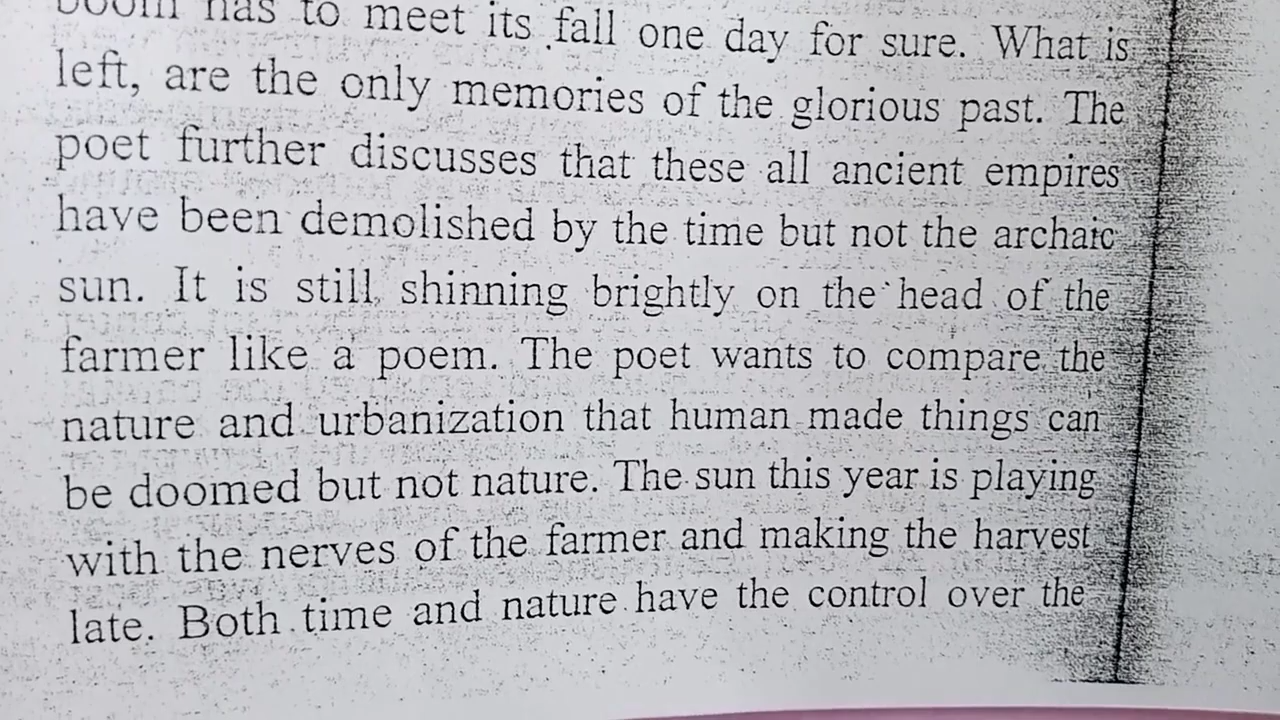 boom has to meet its fall one day for sure. What is
left, are the only memories of the glorious past. The
poet further discusses that these all ancient empires
have been demolished by the time but not the archaic
sun. It is still shinning brightly on the head of the
farmer like a poem. The poet wants to compare the
nature and urbanization that human made things can
be doomed but not nature. The sun this year is playing
with the nerves of the farmer and making the harvest
late. Both time and nature have the control over the